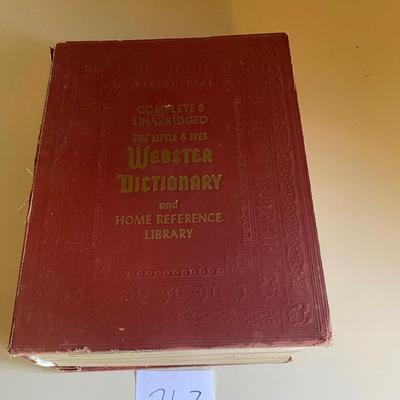 COMPLETE &
UNABRIDGED
THE LITTLE & IVES
WEBSTER
DICTIONARY
and
HOME REFERENCE
LIBRARY